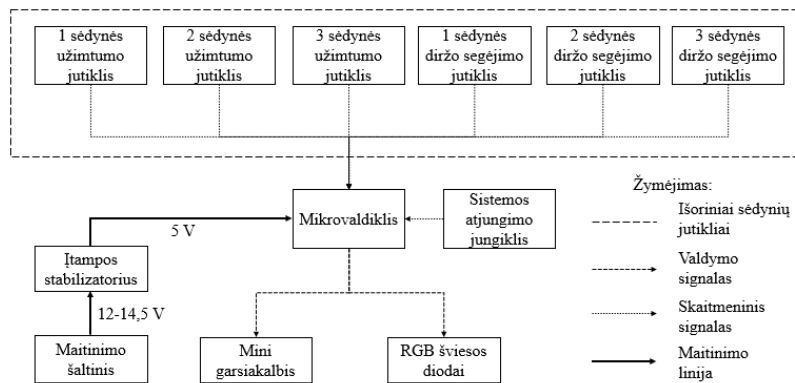 1 sėdynės
užimtumo
jutiklis
2 sėdynės
užimtumo
jutiklis
3 sėdynės
užimtumo
jutiklis
1 sėdynės
diržo segėjimo
jutiklis
2 sėdynės
diržo segėjimo
jutiklis
3 sėdynės
diržo segėjimo
jutiklis
Mikrovaldiklis
Sistemos
atjungimo
jungiklis
5 V
Įtampos
stabilizatorius
12-14,5 V
Maitinimo
šaltinis
Mini
garsiakalbis
RGB šviesos
diodai
Žymėjimas:
Išoriniai sėdynių
jutikliai
Valdymo
signalas
Skaitmeninis
signalas
Maitinimo
linija